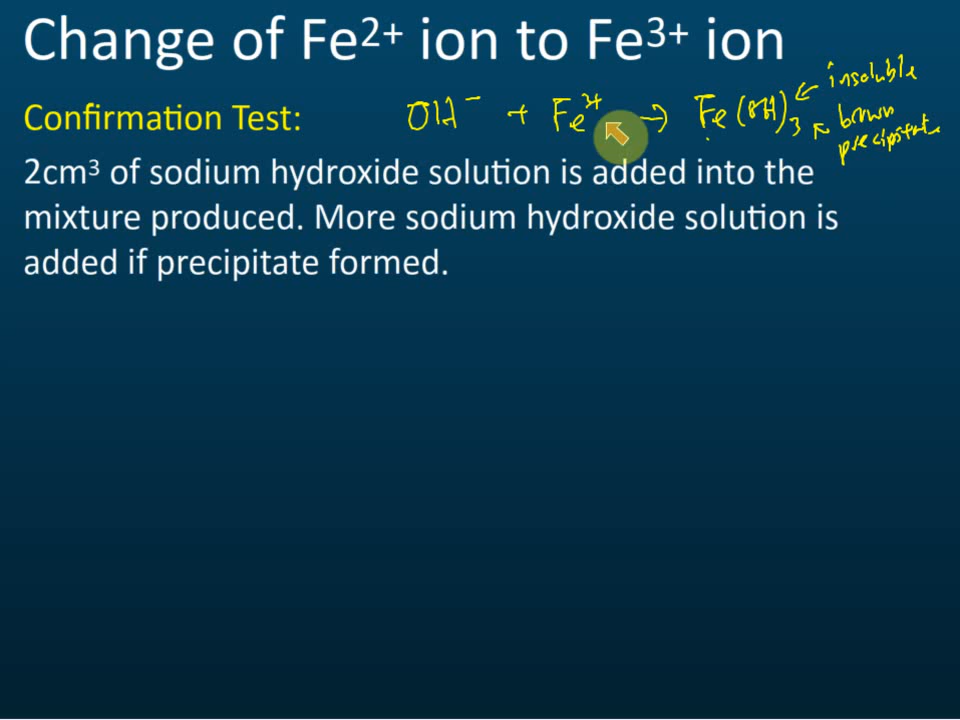 Change of Fe²⁺ ion to Fe³⁺ ion
Confirmation Test:
OH⁻ + Fe³⁺ → Fe(OH)₃
insoluble
brown
precipitate
2cm³ of sodium hydroxide solution is added into the
mixture produced. More sodium hydroxide solution is
added if precipitate formed.